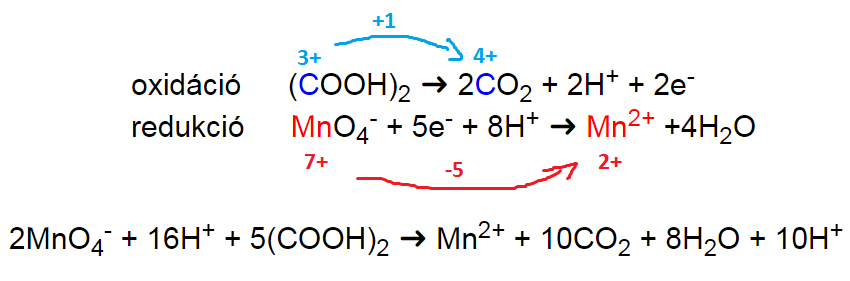 +1
3+ 4+
oxidáció (COOH)₂ → 2CO₂ + 2H⁺ + 2e⁻
redukció MnO₄⁻ + 5e⁻ + 8H⁺ → Mn²⁺ +4H₂O
7+ -5 2+
2MnO₄⁻ + 16H⁺ + 5(COOH)₂ → Mn²⁺ + 10CO₂ + 8H₂O + 10H⁺